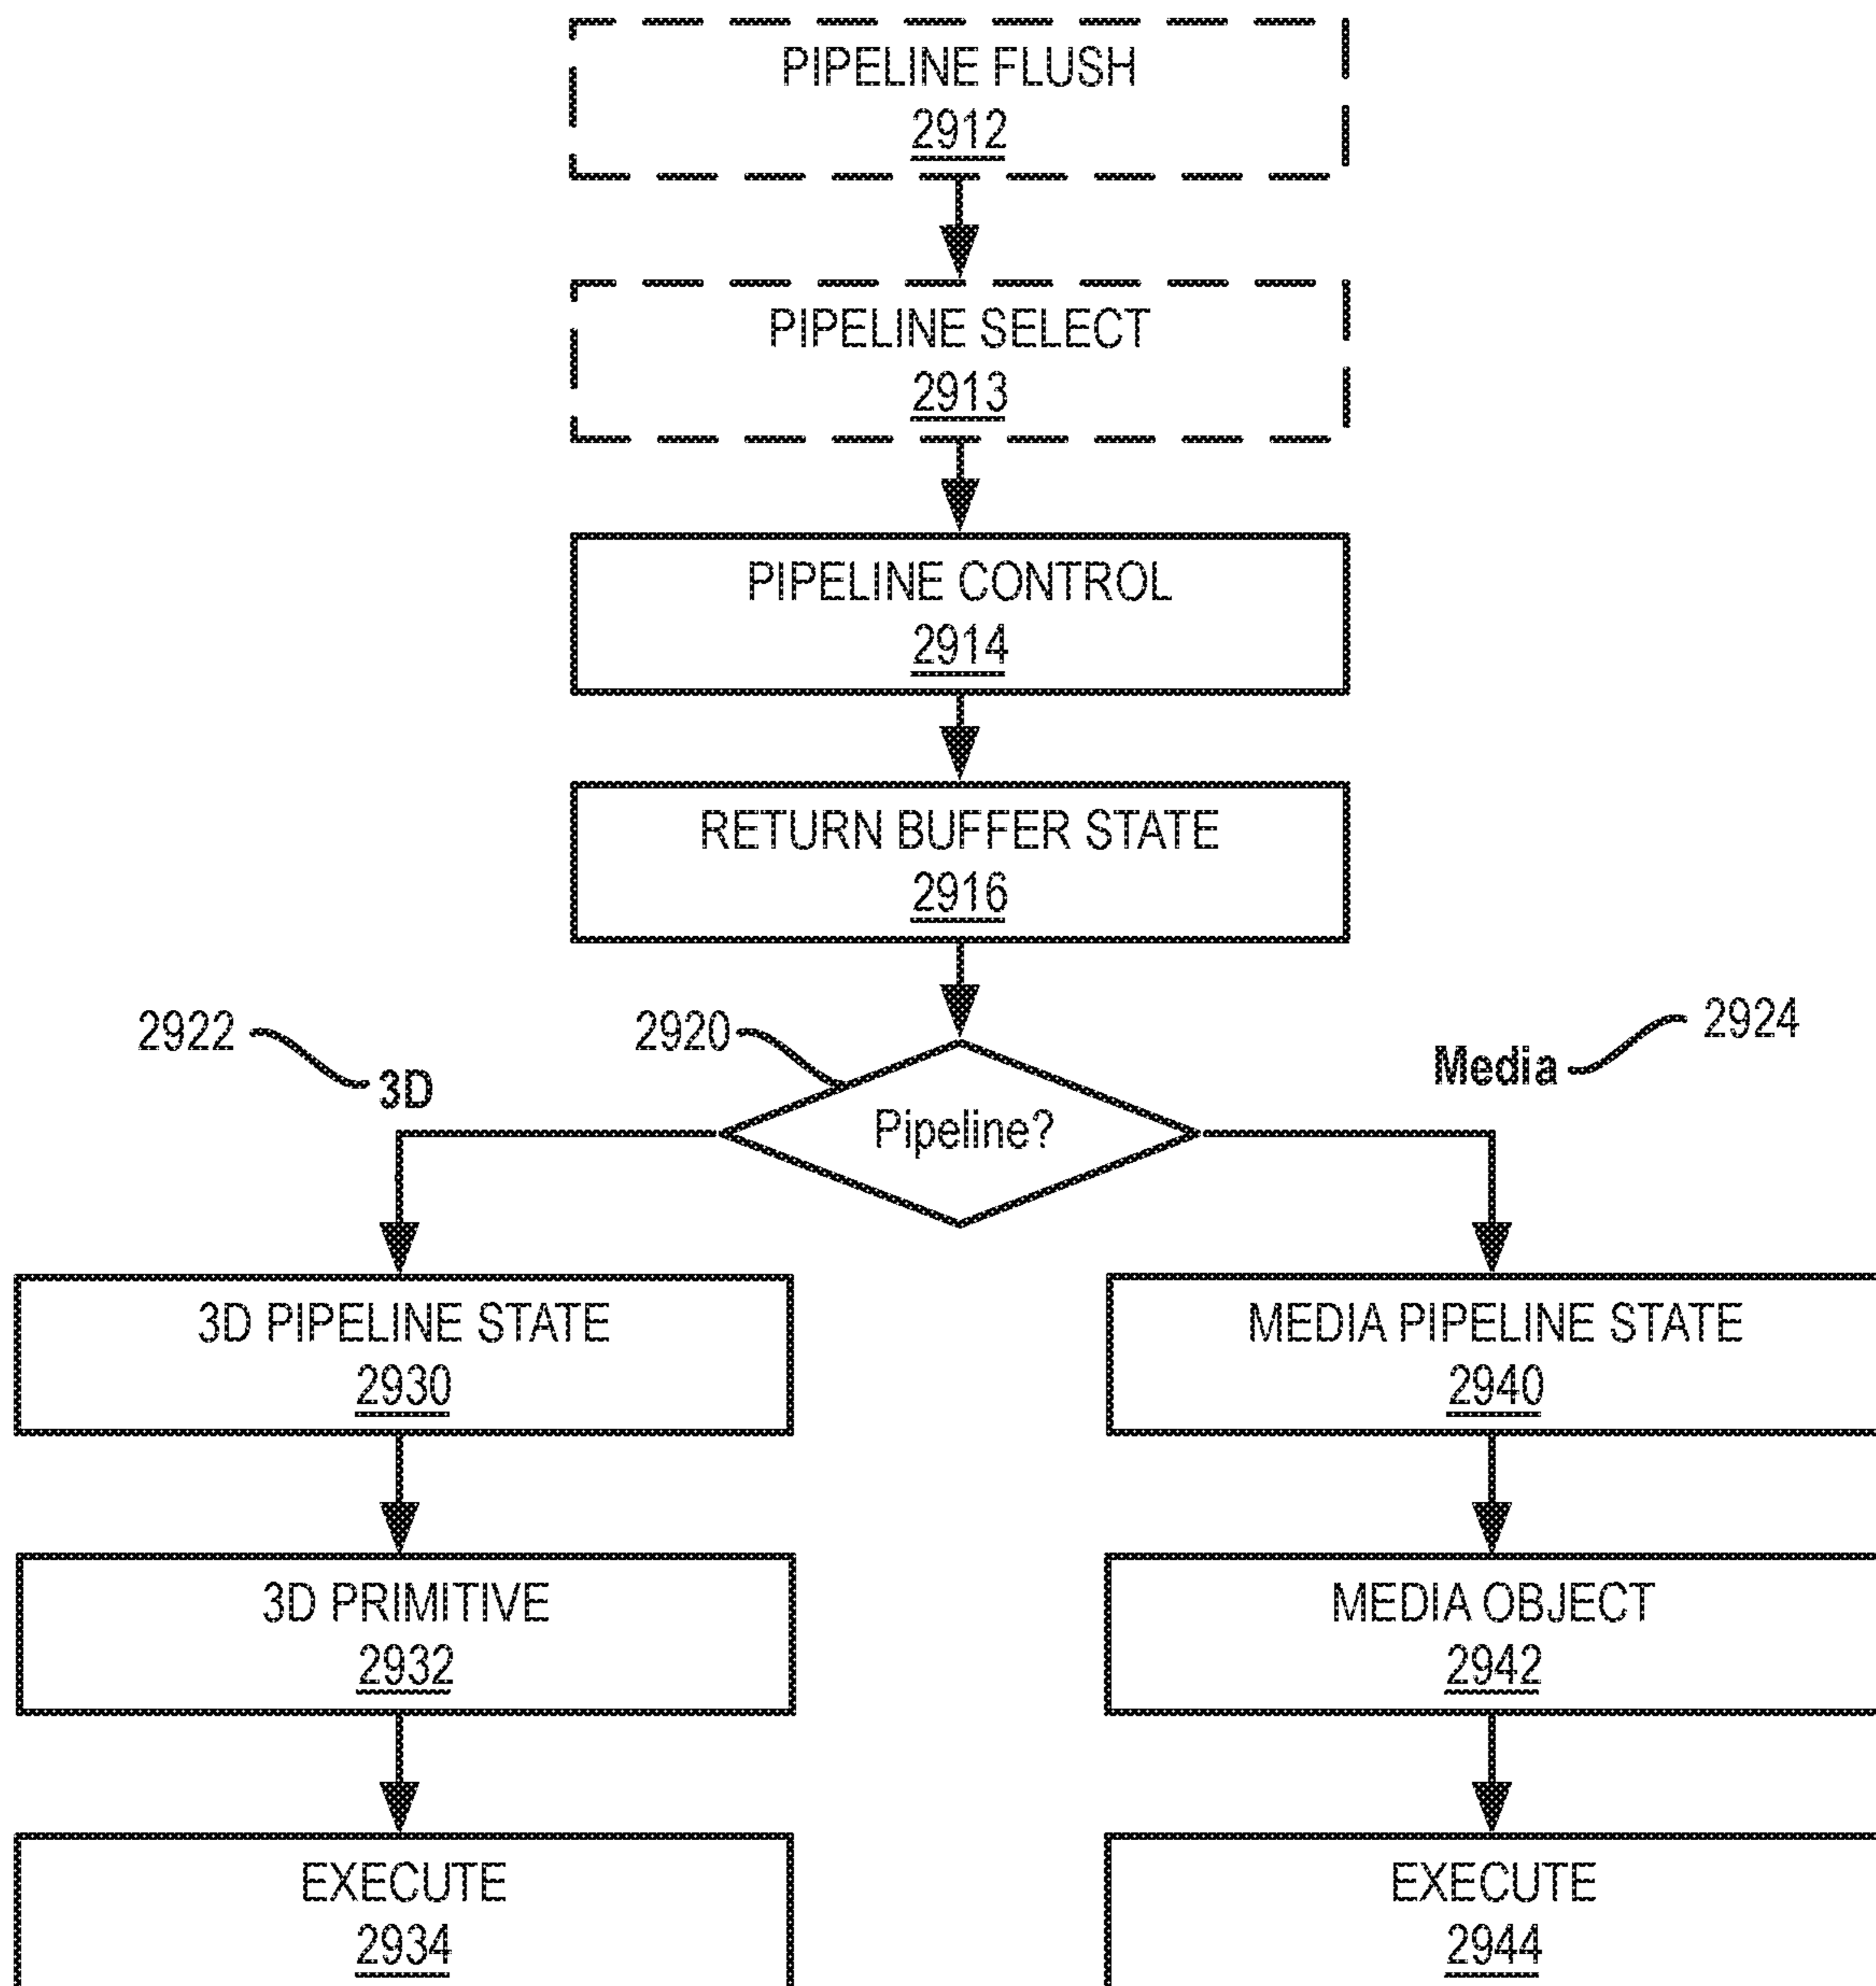 PIPELINE FLUSH
2912
PIPELINE SELECT
2913
PIPELINE CONTROL
2914
RETURN BUFFER STATE
2916
2922
3D
2920
Pipeline?
Media
2924
3D PIPELINE STATE
2930
MEDIA PIPELINE STATE
2940
3D PRIMITIVE
2932
MEDIA OBJECT
2942
EXECUTE
2934
EXECUTE
2944